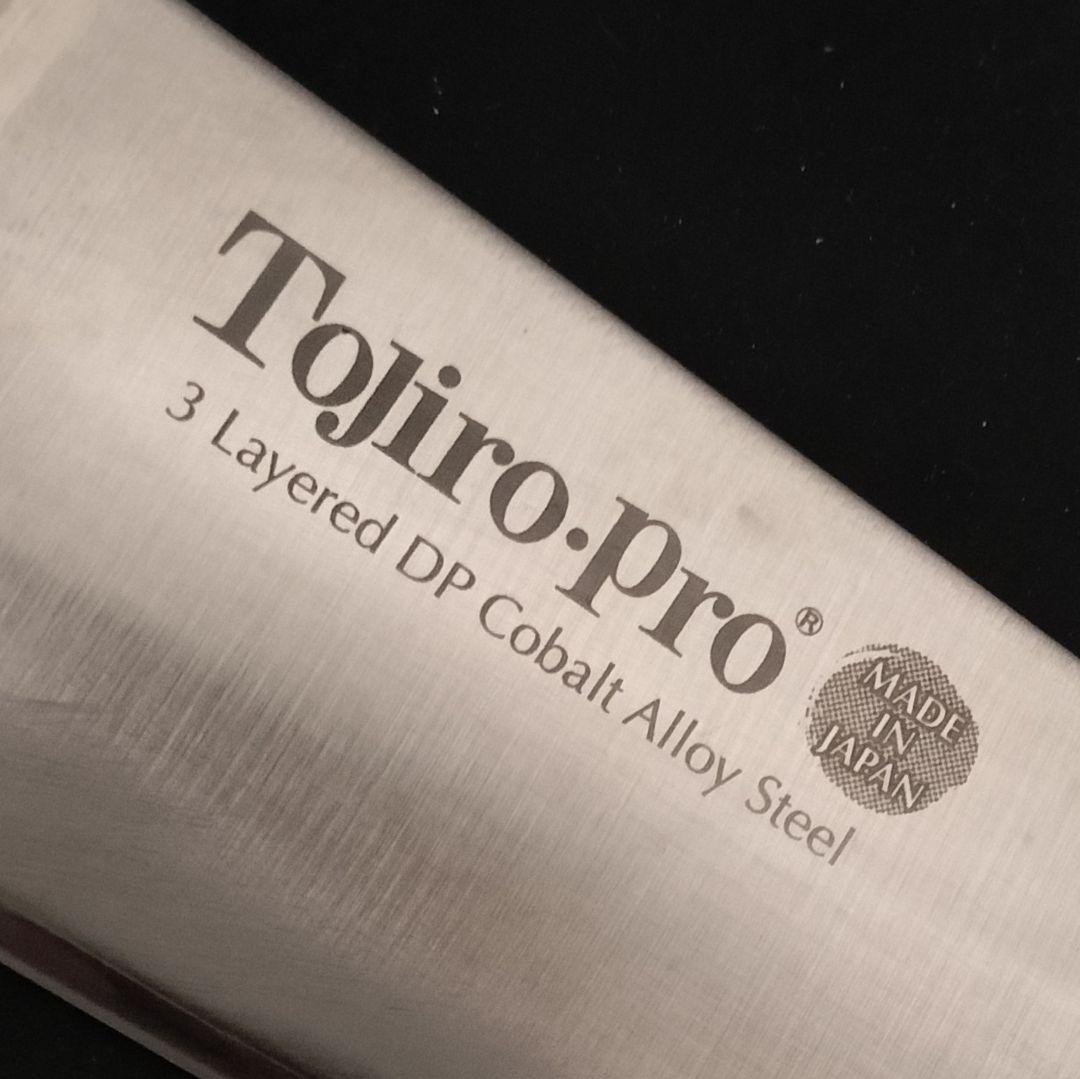 Tojiro.pro®
3 Layered DP Cobalt Alloy Steel
MADE
IN
JAPAN